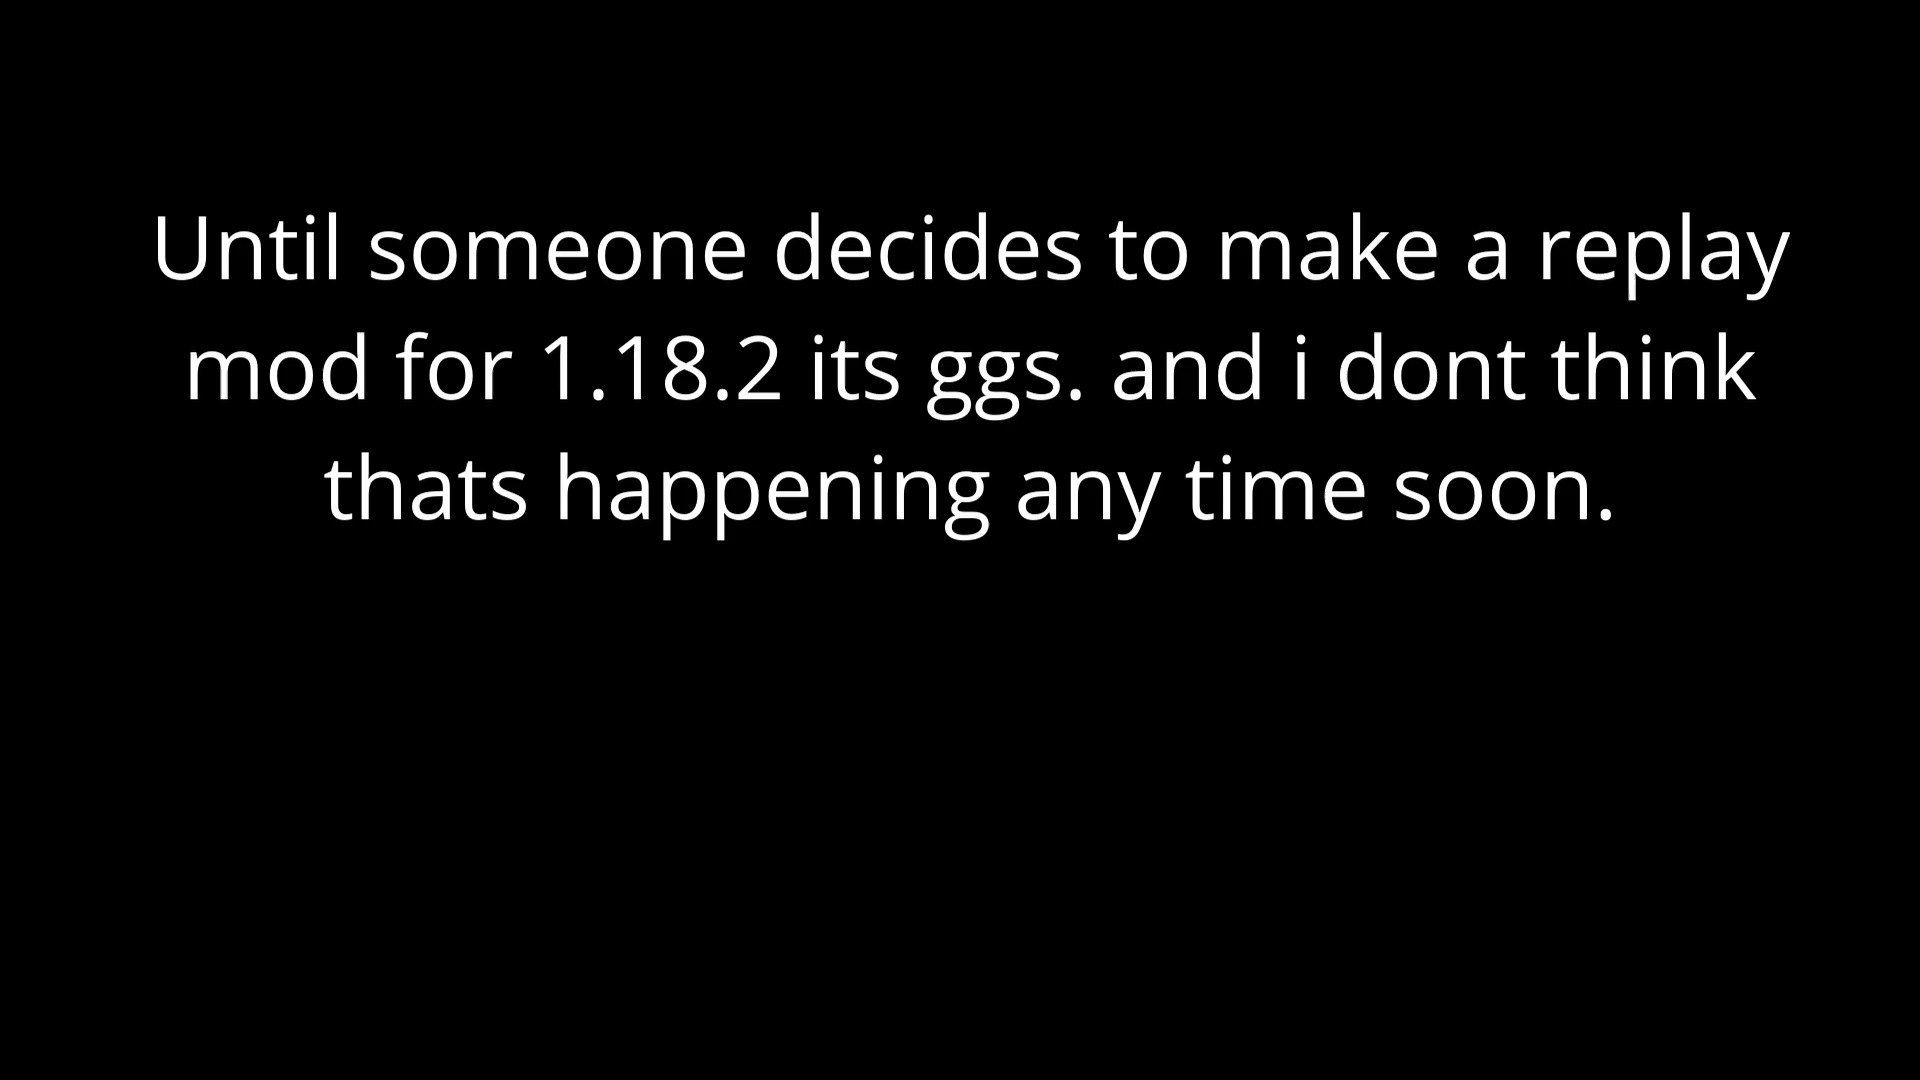 Until someone decides to make a replay
mod for 1.18.2 its ggs. and i dont think
thats happening any time soon.